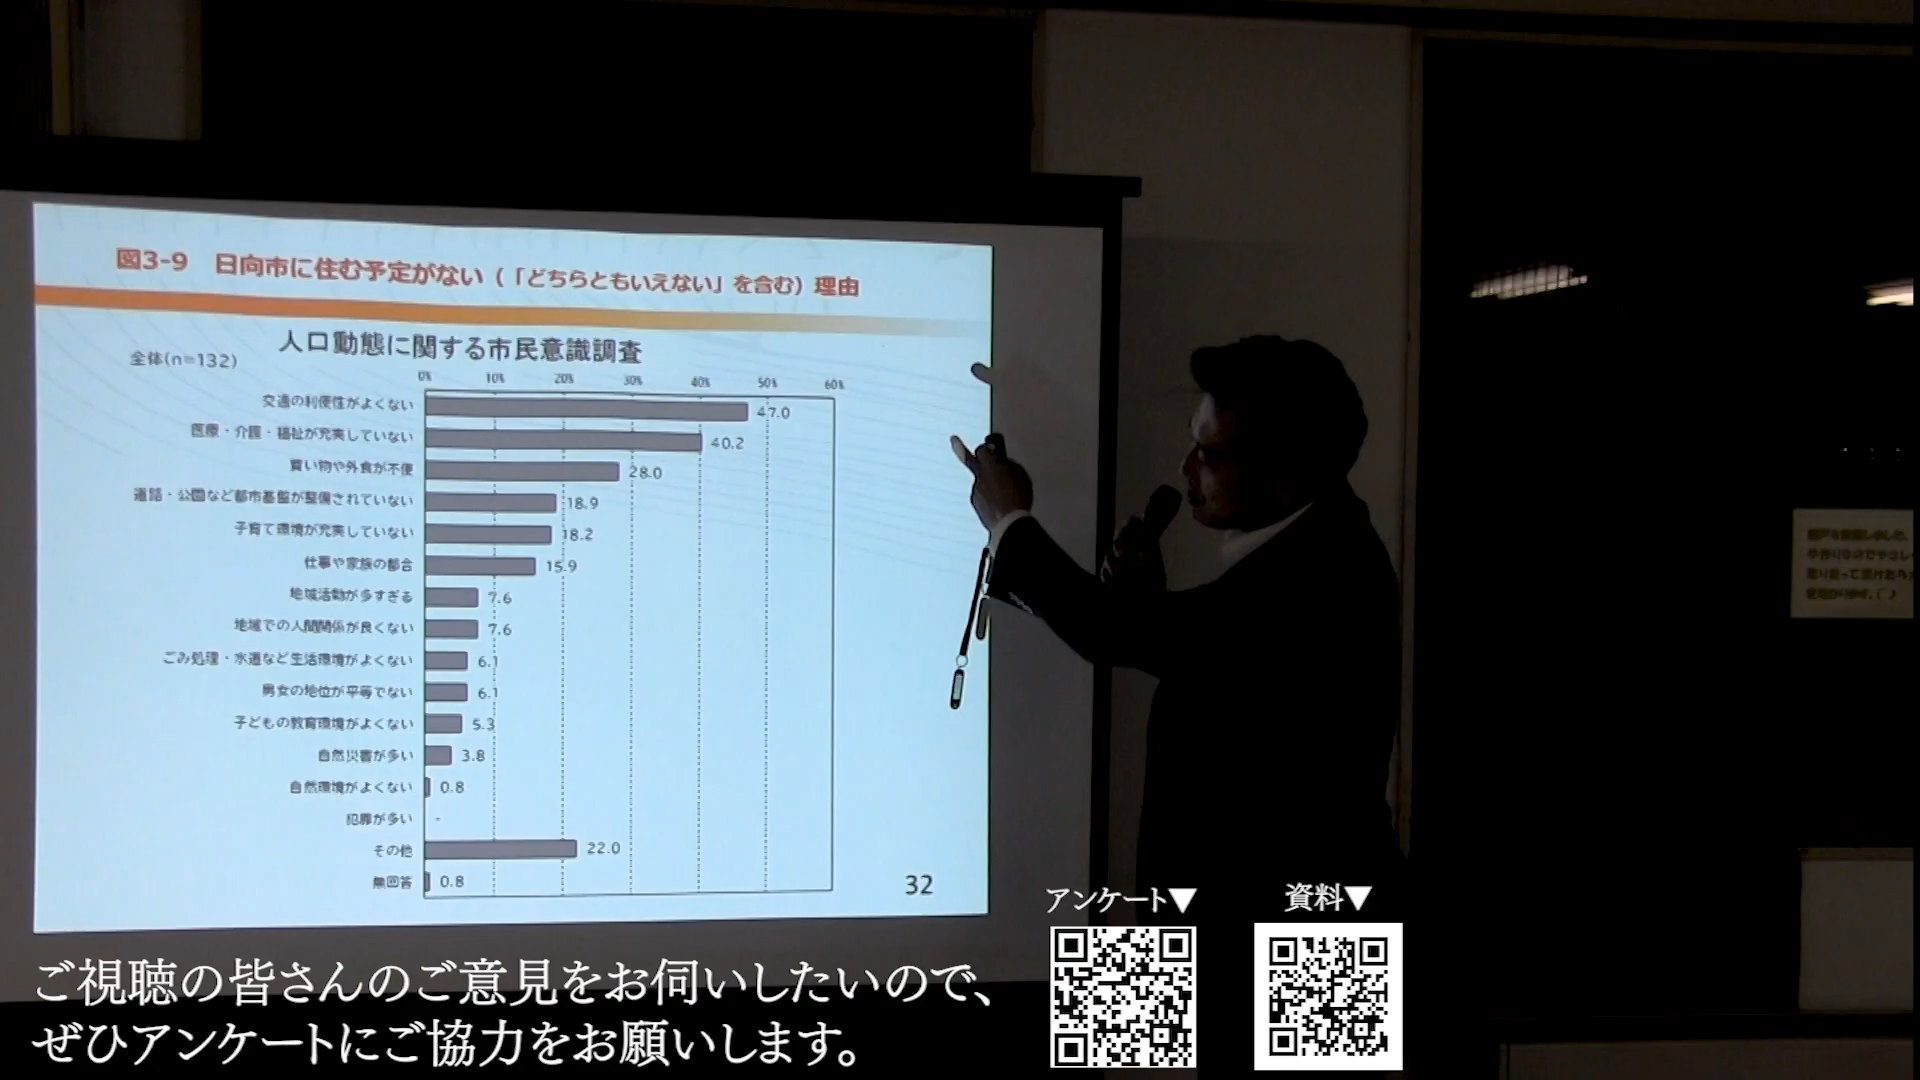 図3-9 日向市に住む予定がない（「どちらともいえない」を含む）理由
人口動態に関する市民意識調査
全体(n=132)
0% 10% 20% 30% 40% 50% 60%
交通の利便性がよくない 47.0
医療・介護・福祉が充実していない 40.2
買い物や外食が不便 28.0
道路・公園など都市基盤が整備されていない 18.9
子育て環境が充実していない 18.2
仕事や家族の都合 15.9
地域活動が多すぎる 7.6
地域での人間関係が良くない 7.6
ごみ処理・水道など生活環境がよくない 6.1
男女の地位が平等でない 6.1
子どもの教育環境がよくない 5.3
自然災害が多い 3.8
自然環境がよくない 0.8
犯罪が多い -
その他 22.0
無回答 0.8
32
アンケート▼
資料▼
ご視聴の皆さんのご意見をお伺いしたいので、
ぜひアンケートにご協力をお願いします。